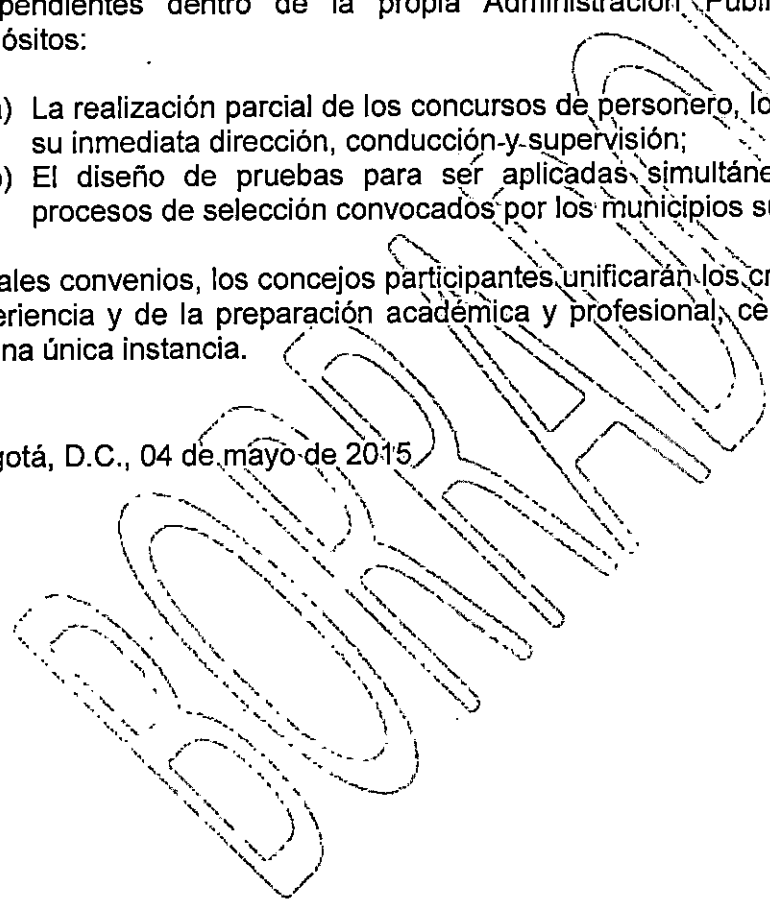 pendientes dentro de la propia Administración Públi
ósitos:
) La realización parcial de los concursos de personero, lo
su inmediata dirección, conducción y supervisión;
) El diseño de pruebas para ser aplicadas simultáne
procesos de selección convocados por los municipios su
ales convenios, los concejos participantes unificarán los cr
eriencia y de la preparación académica y profesional, ce
na única instancia.
gotá, D.C., 04 de mayo de 2015
BORRAD